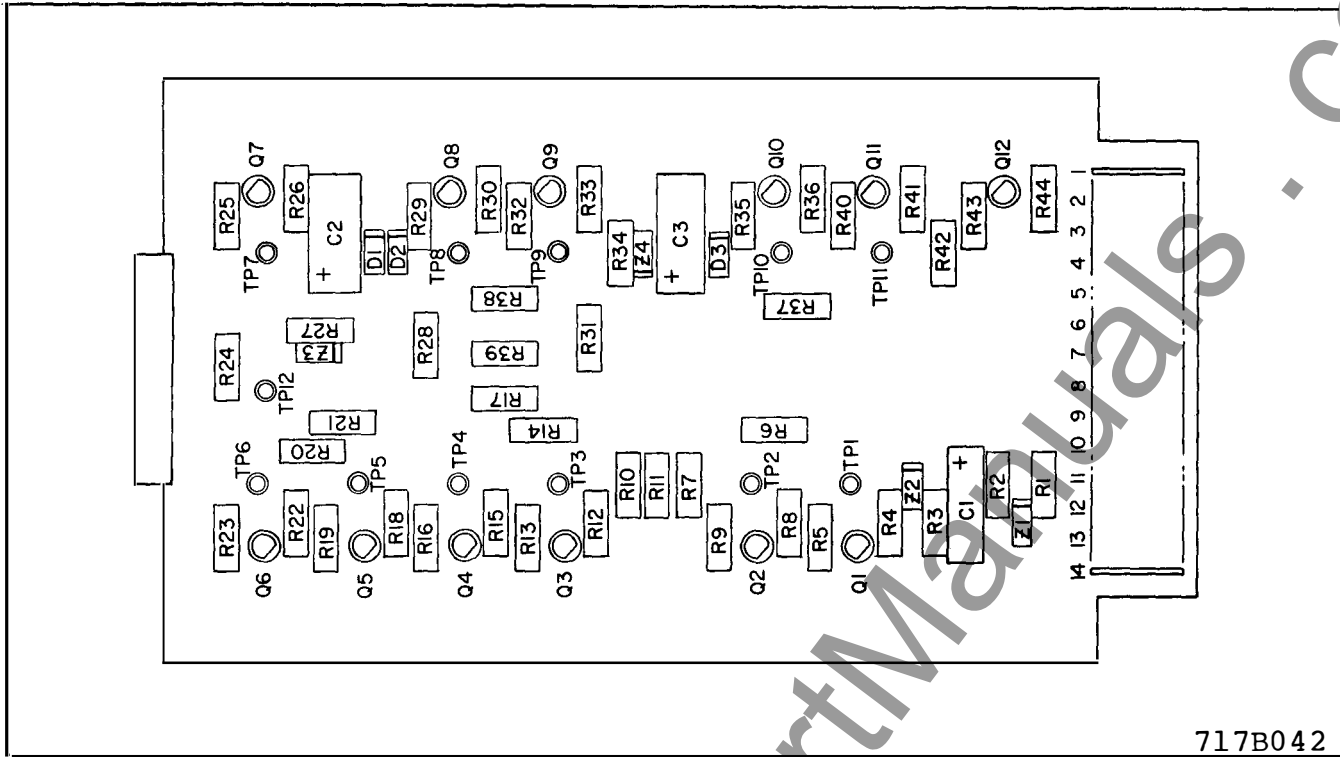 Q7
Q8
Q9
Q10
Q11
Q12
R25
R26
C2
+
D1
D2
R29
R30
R32
R33
R34
Z4
C3
+
D3
R35
R36
R40
R41
R42
R43
R44
TP7
TP8
TP9
TP10
TP11
R24
R27
Z3
TP12
R28
R38
R39
R17
R31
R37
R21
R20
R14
R6
TP6
TP5
TP4
TP3
TP2
TP1
R23
R22
R19
R18
R16
R15
R13
R12
R10
R11
R7
R9
R8
R5
R4
Z2
R3
C1
+
R2
Z1
R1
Q6
Q5
Q4
Q3
Q2
Q1
1
2
3
4
5
6
7
8
9
10
11
12
13
14
717B042
rtManuals . c